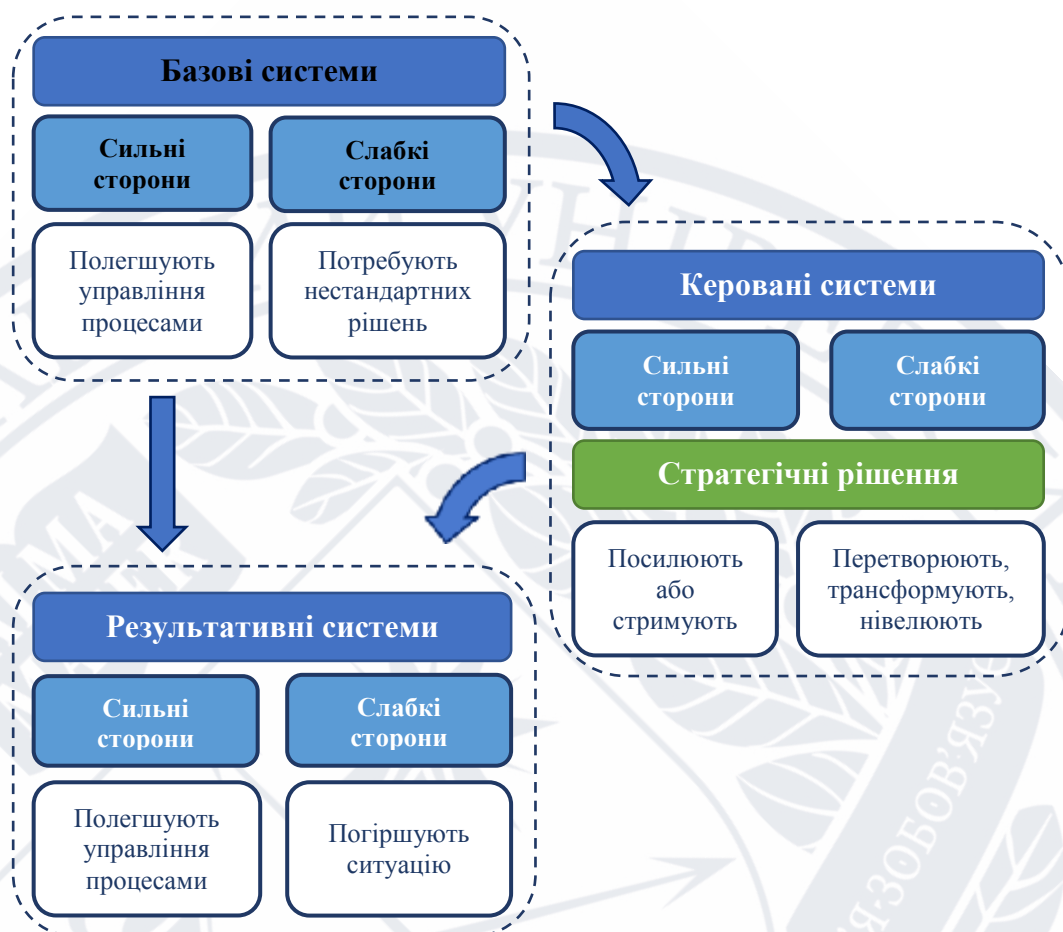 Базові системи
Сильні
сторони
Слабкі
сторони
Полегшують
управління
процесами
Потребують
нестандартних
рішень
Керовані системи
Сильні
сторони
Слабкі
сторони
Стратегічні рішення
Посилюють
або
стримують
Перетворюють,
трансформують,
нівелюють
Результативні системи
Сильні
сторони
Слабкі
сторони
Полегшують
управління
процесами
Погіршують
ситуацію